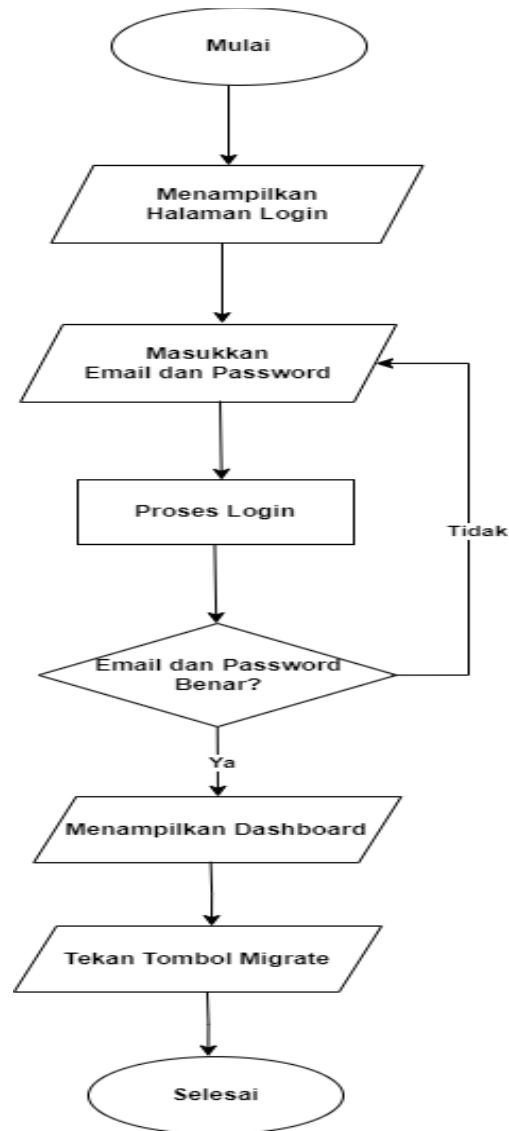 Mulai
Menampilkan
Halaman Login
Masukkan
Email dan Password
Proses Login
Tidak
Email dan Password
Benar?
Ya
Menampilkan Dashboard
Tekan Tombol Migrate
Selesai